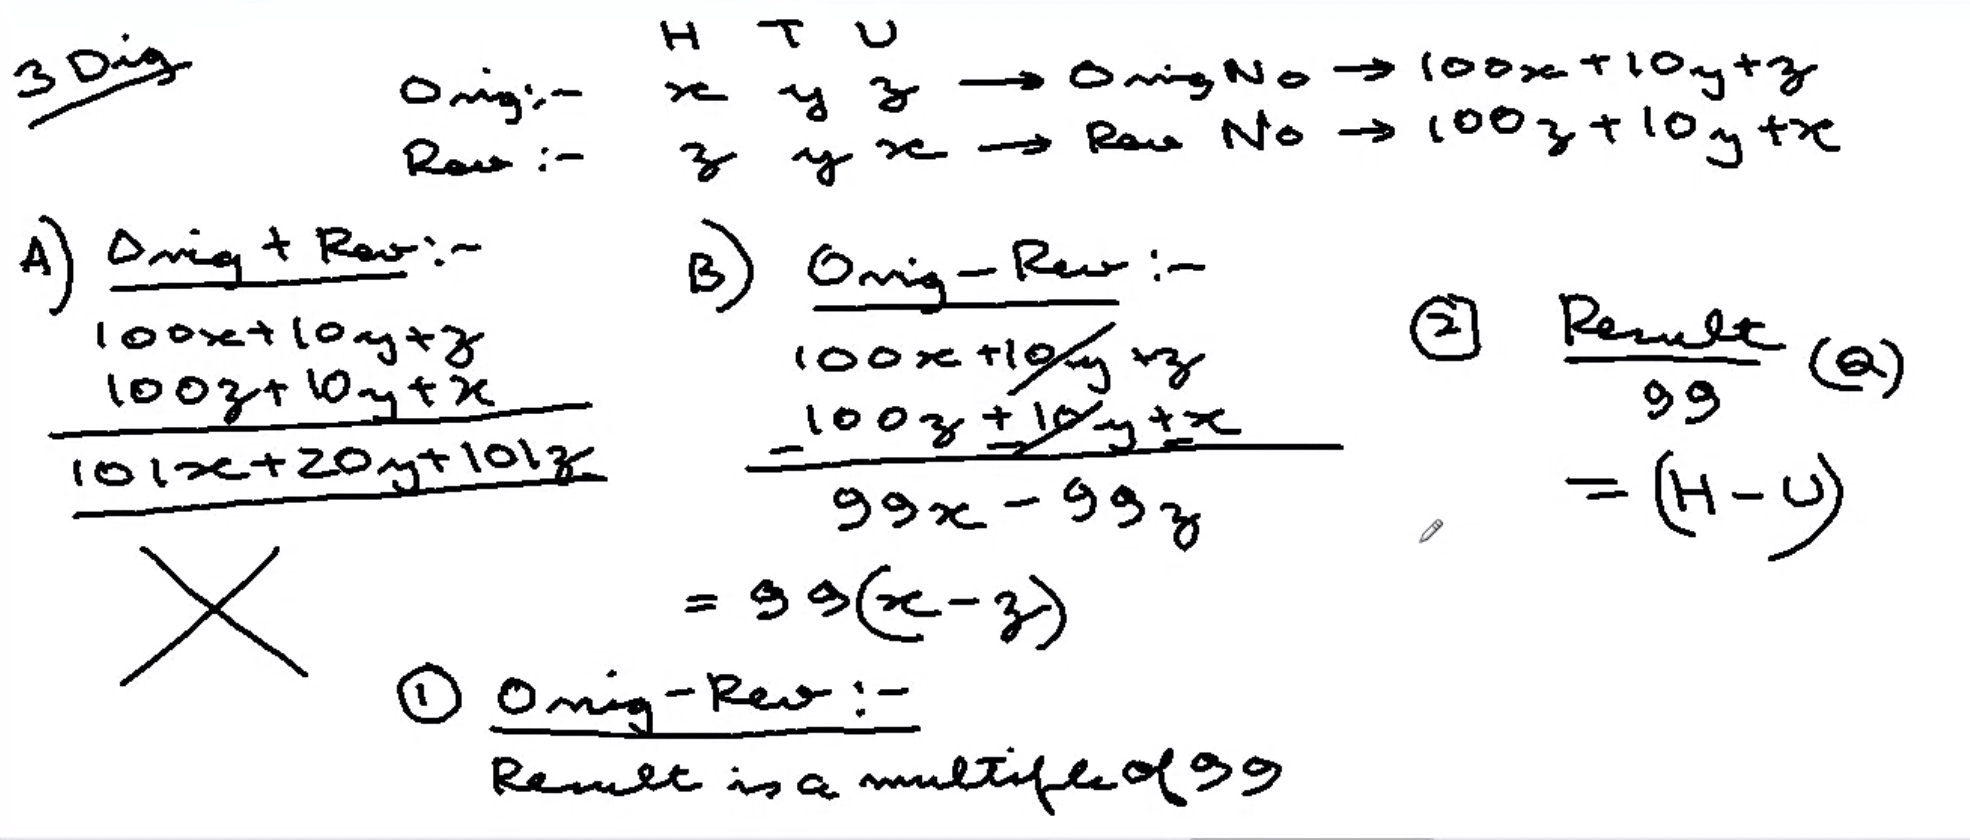 3 Dig
H T U
Orig:- x y z → Orig No → 100x+10y+z
Rev :- z y x → Rev No → 100z+10y+x
A) Orig + Rev:-
100x+10y+z
100z+10y+x
101x+20y+101z
B) Orig - Rev :-
100x+10y+z
100z+10y+x
- - -
99x - 99z
= 99(x-z)
① Orig-Rev :-
Result is a multiple of 99
② Result (Q)
99
= (H-U)